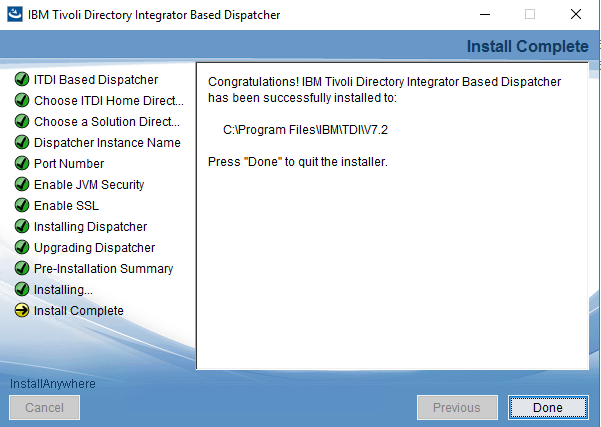 IBM Tivoli Directory Integrator Based Dispatcher
Install Complete
ITDI Based Dispatcher
Choose ITDI Home Direct...
Choose a Solution Direct...
Dispatcher Instance Name
Port Number
Enable JVM Security
Enable SSL
Installing Dispatcher
Upgrading Dispatcher
Pre-Installation Summary
Installing...
Install Complete
Congratulations! IBM Tivoli Directory Integrator Based Dispatcher
has been successfully installed to:
C:\Program Files\IBM\TDI\V7.2
Press "Done" to quit the installer.
InstallAnywhere
Cancel
Previous
Done